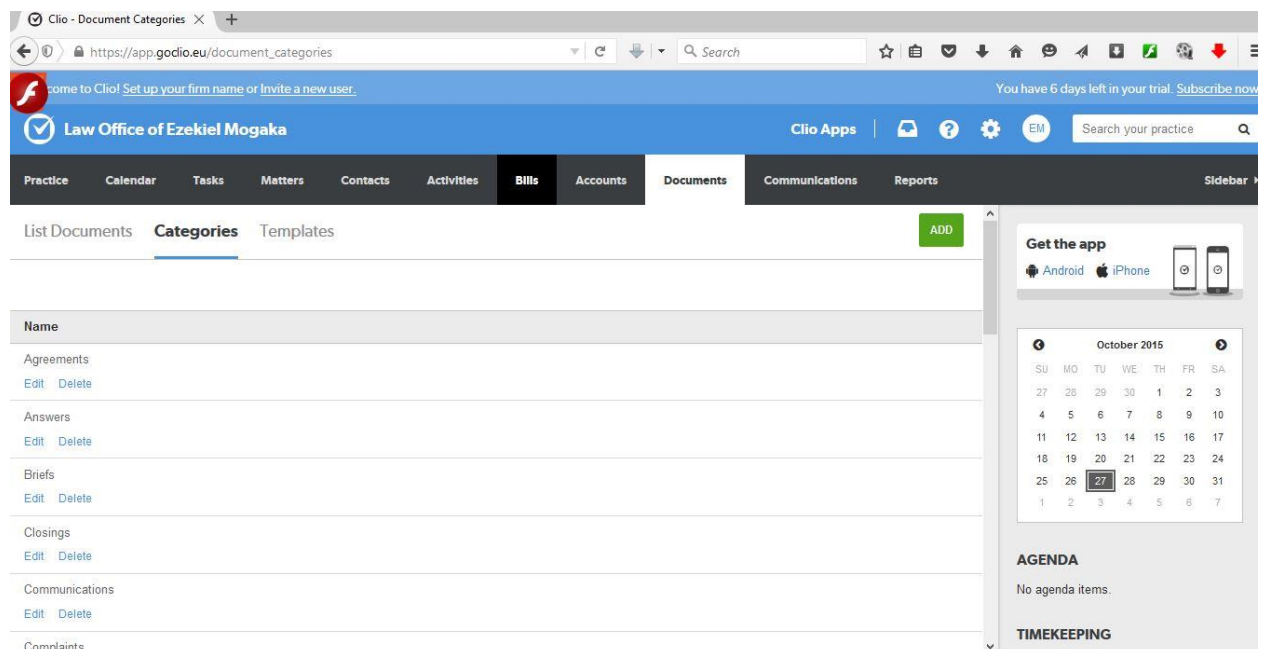 Clio - Document Categories
https://app.goclio.eu/document_categories
Search
come to Clio! Set up your firm name or Invite a new user.
You have 6 days left in your trial. Subscribe now
Law Office of Ezekiel Mogaka
Clio Apps
EM
Search your practice
Practice Calendar Tasks Matters Contacts Activities Bills Accounts Documents Communications Reports Sidebar
List Documents Categories Templates
ADD
Name
Agreements
Edit Delete
Answers
Edit Delete
Briefs
Edit Delete
Closings
Edit Delete
Communications
Edit Delete
Complaints
Get the app
Android iPhone
October 2015
SU MO TU WE TH FR SA
27 28 29 30 1 2 3
4 5 6 7 8 9 10
11 12 13 14 15 16 17
18 19 20 21 22 23 24
25 26 27 28 29 30 31
1 2 3 4 5 6 7
AGENDA
No agenda items.
TIMEKEEPING